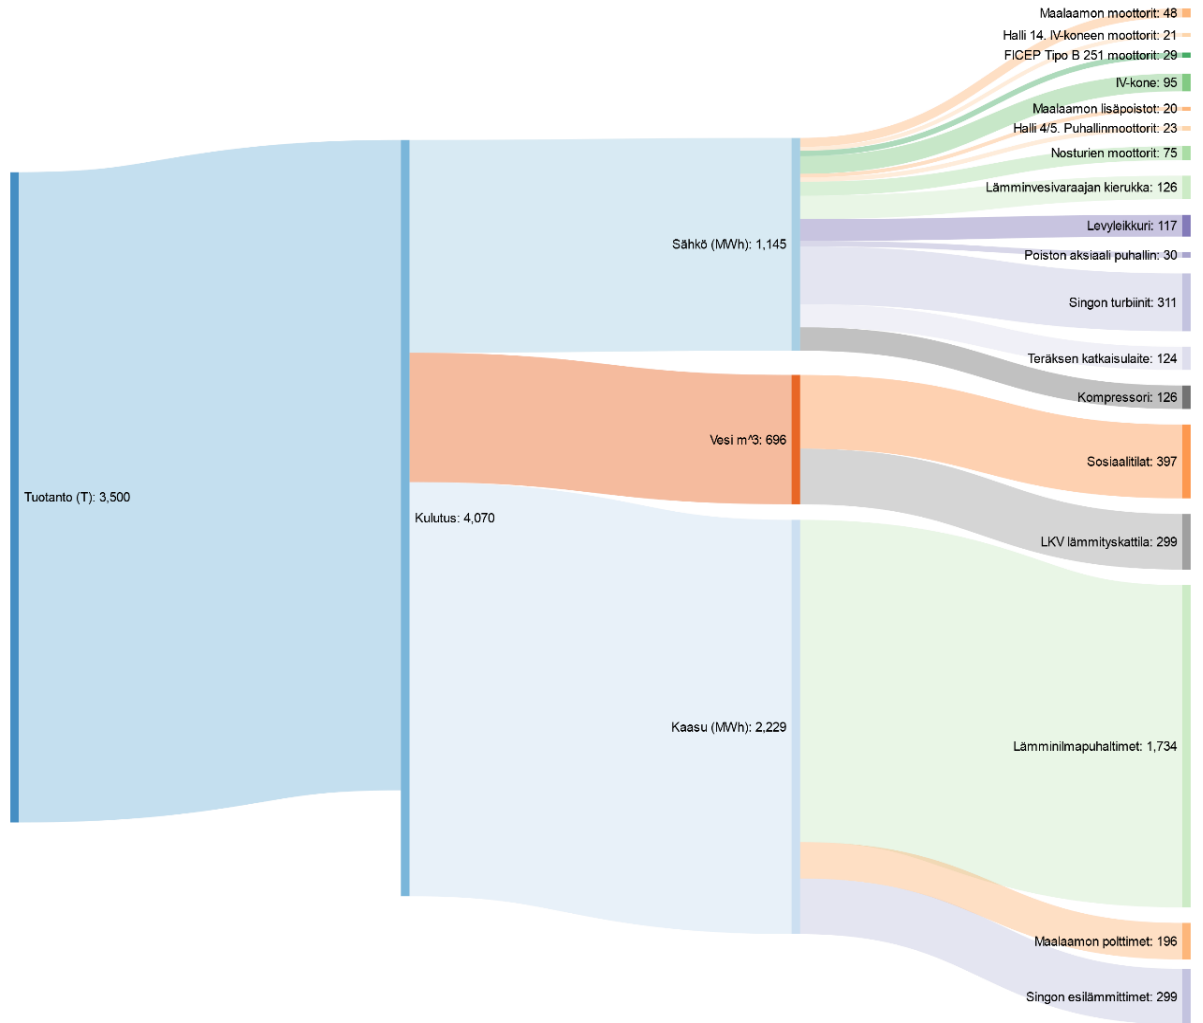 Maalaamon moottorit: 48
Halli 14. IV-koneen moottorit: 21
FICEP Tipo B 251 moottorit: 29
IV-kone: 95
Maalaamon lisäpoistot: 20
Halli 4/5. Puhallinmoottorit: 23
Nosturien moottorit: 75
Lämminvesivaraajan kierukka: 126
Levyleikkuri: 117
Sähkö (MWh): 1,145
Poiston aksiaali puhallin: 30
Singon turbiinit: 311
Teräksen katkaisulaite: 124
Kompressori: 126
Vesi m^3: 696
Sosiaalitilat: 397
Tuotanto (T): 3,500
Kulutus: 4,070
LKV lämmityskattila: 299
Kaasu (MWh): 2,229
Lämminilmapuhaltimet: 1,734
Maalaamon polttimet: 196
Singon esilämmittimet: 299